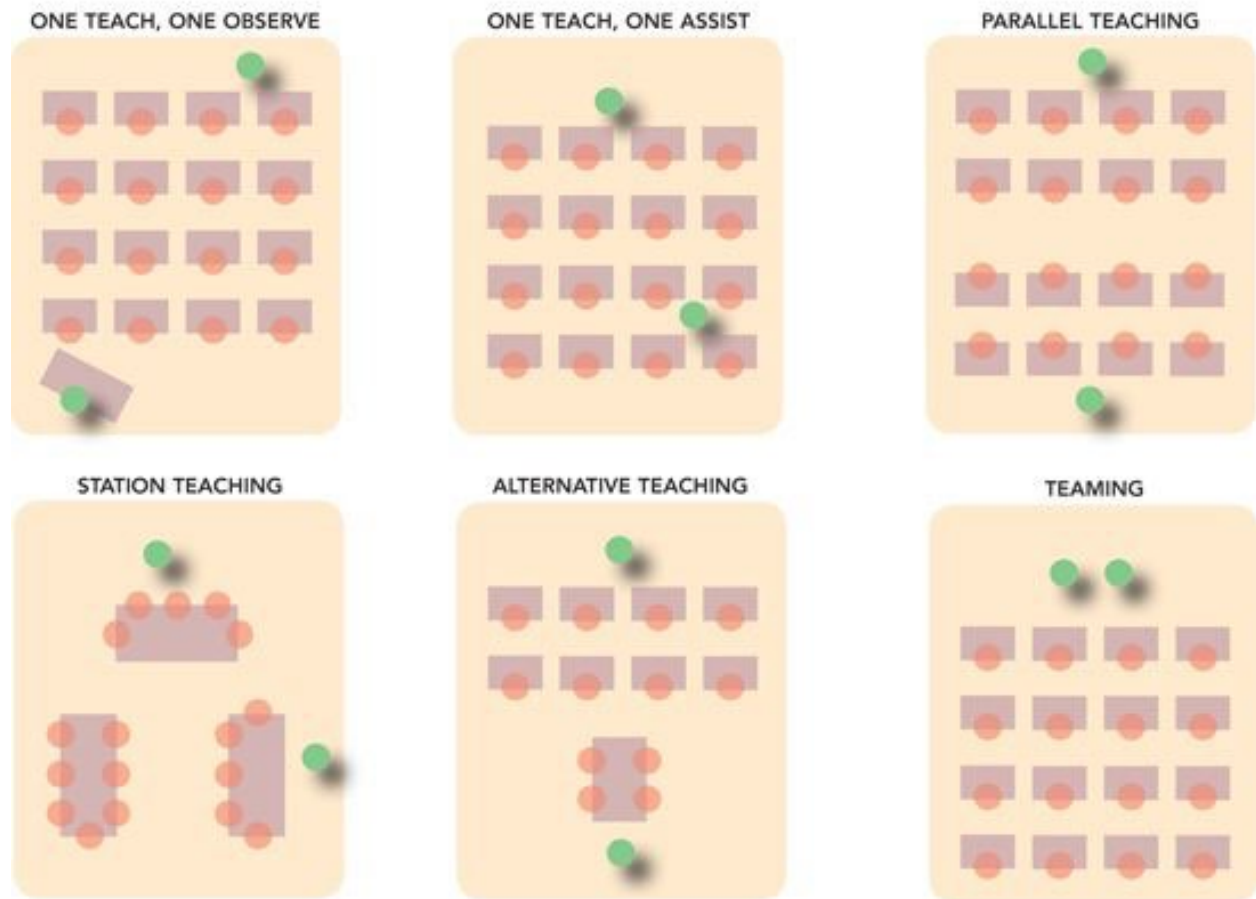 ONE TEACH, ONE OBSERVE
ONE TEACH, ONE ASSIST
PARALLEL TEACHING
STATION TEACHING
ALTERNATIVE TEACHING
TEAMING